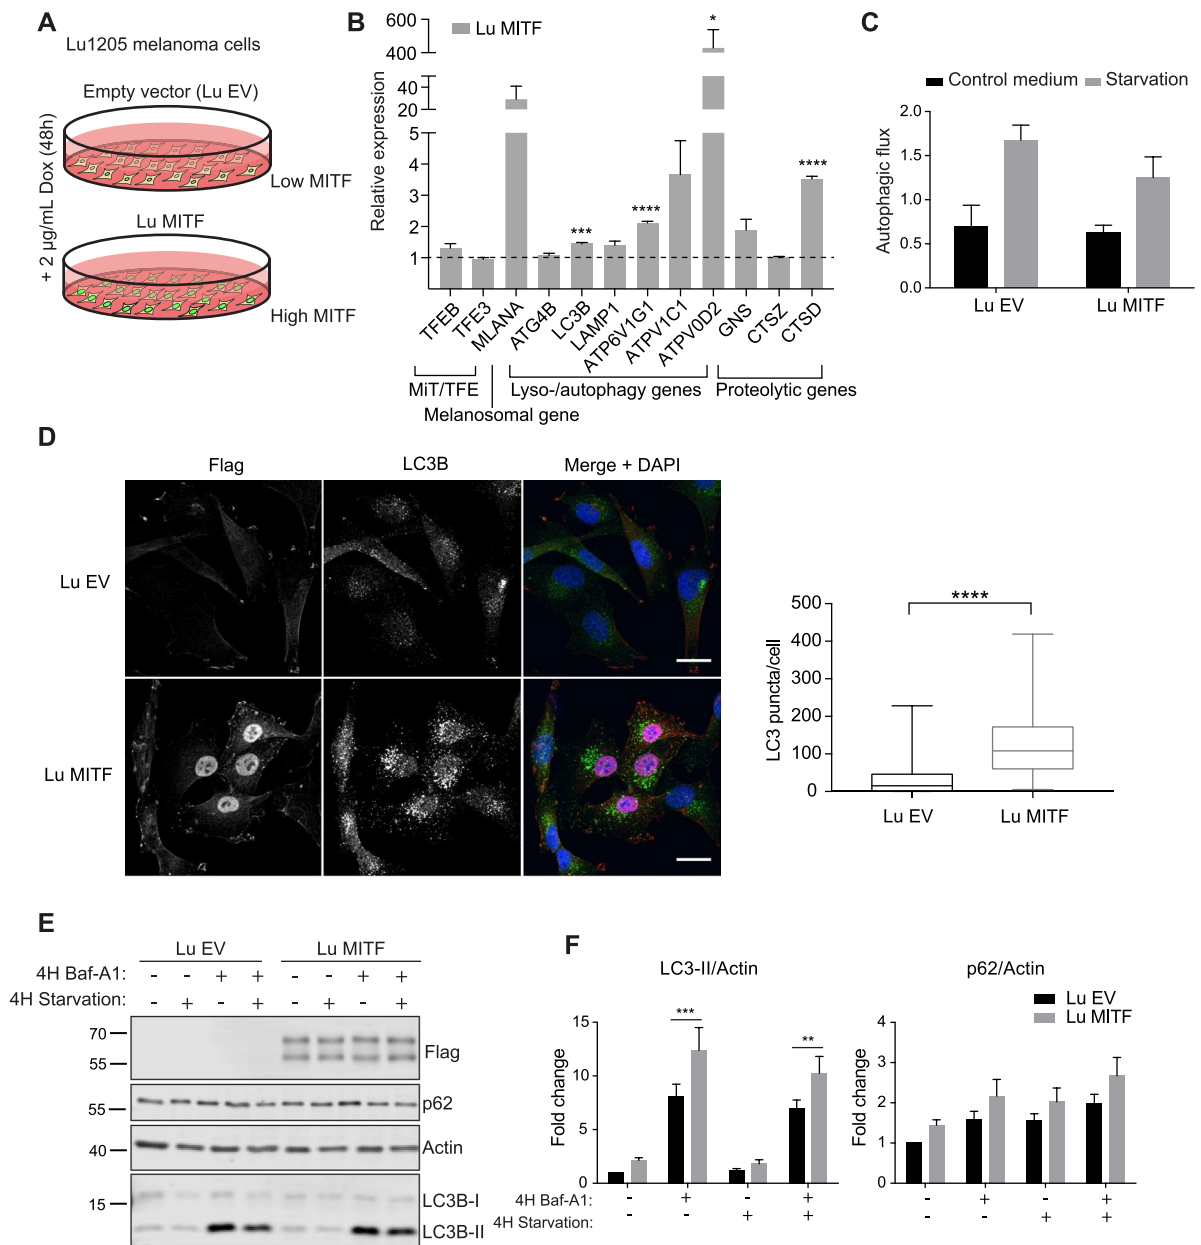 A
Lu1205 melanoma cells
Empty vector (Lu EV)
Low MITF
Lu MITF
High MITF
+ 2 µg/mL Dox (48h)
B
Lu MITF
Relative expression
600
400
40
20
5
4
3
2
1
*
***
****
****
TFEB
TFE3
MLANA
ATG4B
LC3B
LAMP1
ATP6V1G1
ATPV1C1
ATPV0D2
GNS
CTSZ
CTSD
MiT/TFE
Melanosomal gene
Lyso-/autophagy genes
Proteolytic genes
C
Control medium
Starvation
Autophagic flux
2.0
1.5
1.0
0.5
0.0
Lu EV
Lu MITF
D
Flag
LC3B
Merge + DAPI
Lu EV
Lu MITF
LC3 puncta/cell
500
400
300
200
100
0
****
Lu EV
Lu MITF
E
Lu EV
Lu MITF
4H Baf-A1: - - + + - - + +
4H Starvation: - + - + - + - +
70
55
Flag
55
p62
40
Actin
15
LC3B-I
LC3B-II
F
LC3-II/Actin
Fold change
15
10
5
0
***
**
4H Baf-A1: - + - +
4H Starvation: - - + +
p62/Actin
Lu EV
Lu MITF
Fold change
4
3
2
1
0
- + - +
- - + +